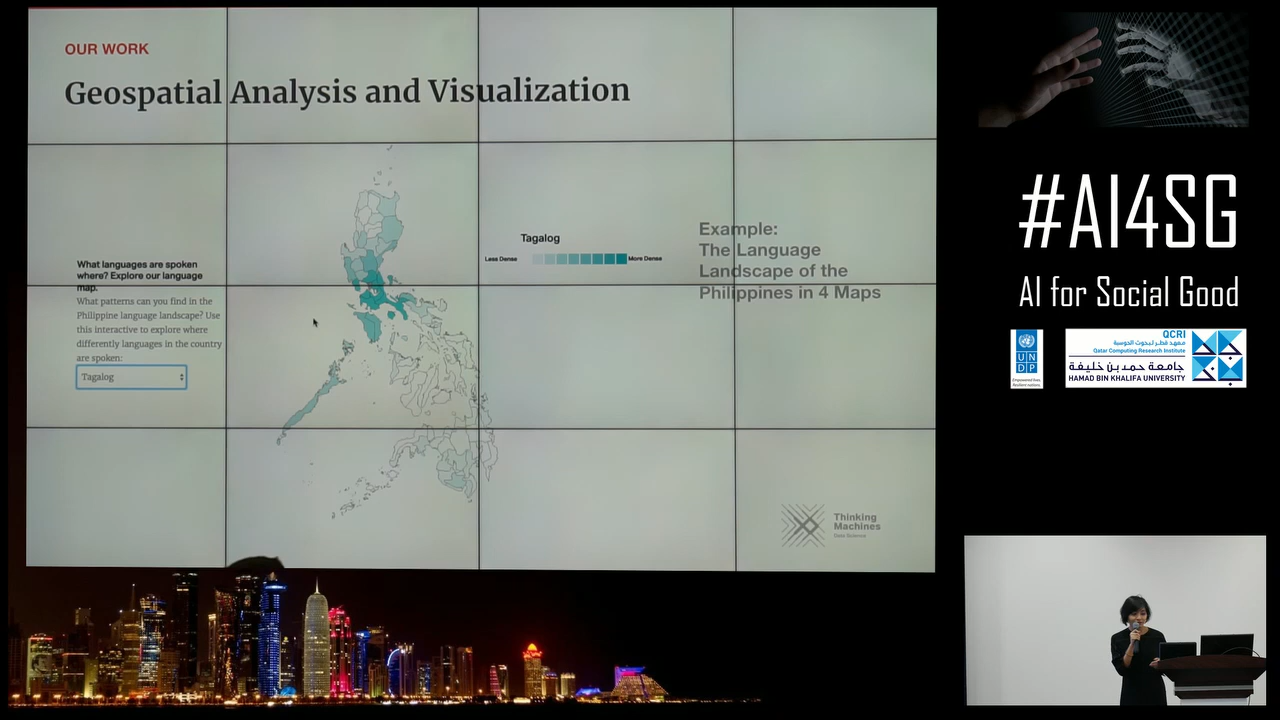 OUR WORK
Geospatial Analysis and Visualization
What languages are spoken
where? Explore our language
map.
What patterns can you find in the
Philippine language landscape? Use
this interactive to explore where
differently languages in the country
are spoken:
Tagalog
Tagalog
Less Dense
More Dense
Example:
The Language
Landscape of the
Philippines in 4 Maps
Thinking
Machines
Data Science
#AI4SG
AI for Social Good
U N
D P
Empowered lives.
Resilient nations.
QCRI
معهد قطر لبحوث الحوسبة
Qatar Computing Research Institute
جامعة حمد بن خليفة
HAMAD BIN KHALIFA UNIVERSITY